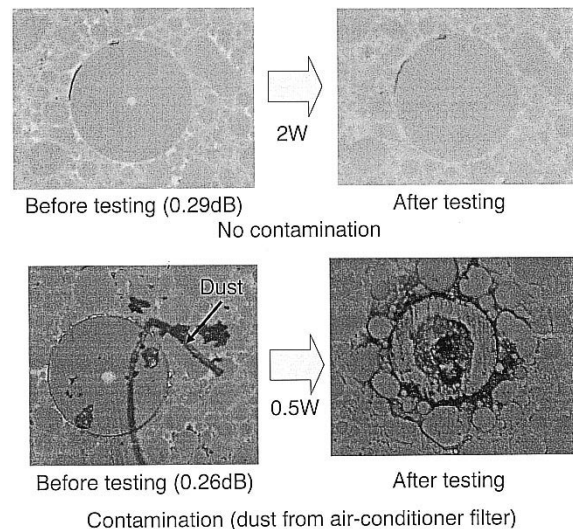 2W
Before testing (0.29dB)
After testing
No contamination
Dust
0.5W
Before testing (0.26dB)
After testing
Contamination (dust from air-conditioner filter)